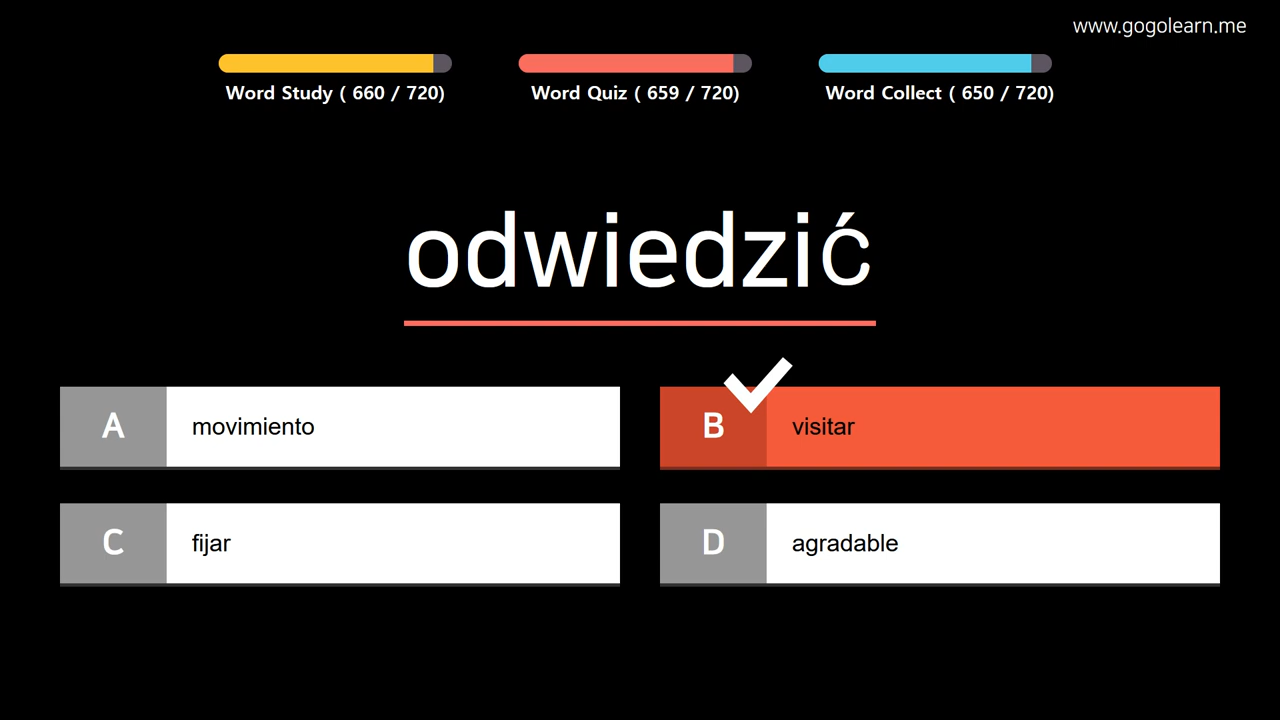 www.gogolearn.me
Word Study ( 660 / 720)
Word Quiz ( 659 / 720)
Word Collect ( 650 / 720)
odwiedzić
A movimiento
B visitar
C fijar
D agradable